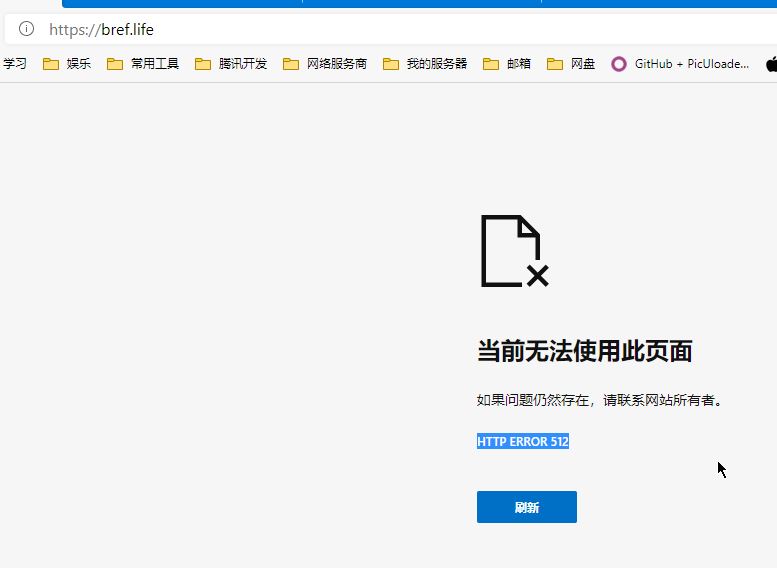 https://bref.life
学习 娱乐 常用工具 腾讯开发 网络服务商 我的服务器 邮箱 网盘 GitHub + PicUloade...
当前无法使用此页面
如果问题仍然存在，请联系网站所有者。
HTTP ERROR 512
刷新